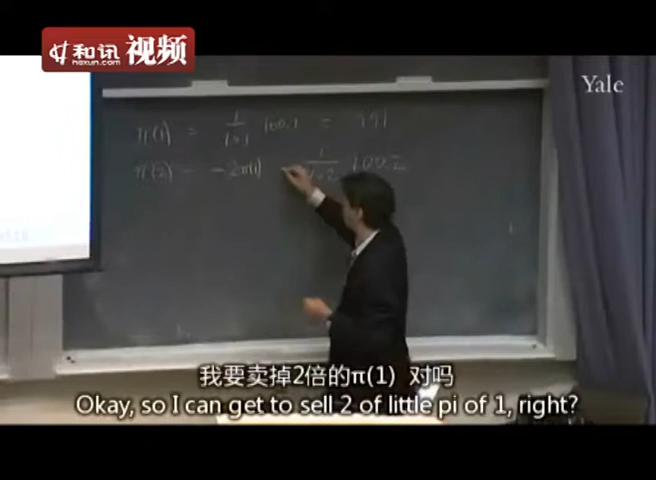 和讯 视频
hexun.com
Yale
π(1) = 1/1.01 100.1 =
π(2) = -2π(1)
我要卖掉2倍的π(1) 对吗
Okay, so I can get to sell 2 of little pi of 1, right?